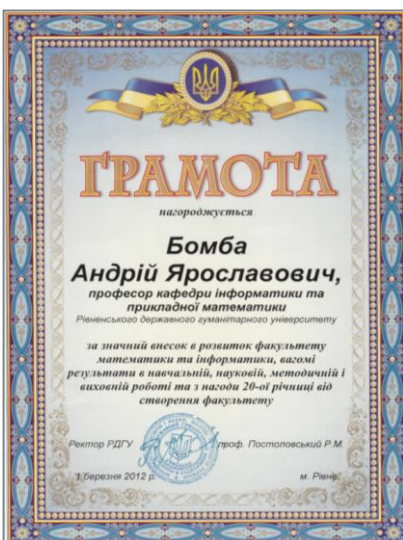 ГРАМОТА
нагороджується
Бомба
Андрій Ярославович,
професор кафедри інформатики та
прикладної математики
Рівненського державного гуманітарного університету
за значний внесок в розвиток факультету
математики та інформатики, вагомі
результати в навчальній, науковій, методичній і
виховній роботі та з нагоди 20-ої річниці від
створення факультету
Ректор РДГУ проф. Постоловський Р.М.
1 березня 2012 р. м. Рівне